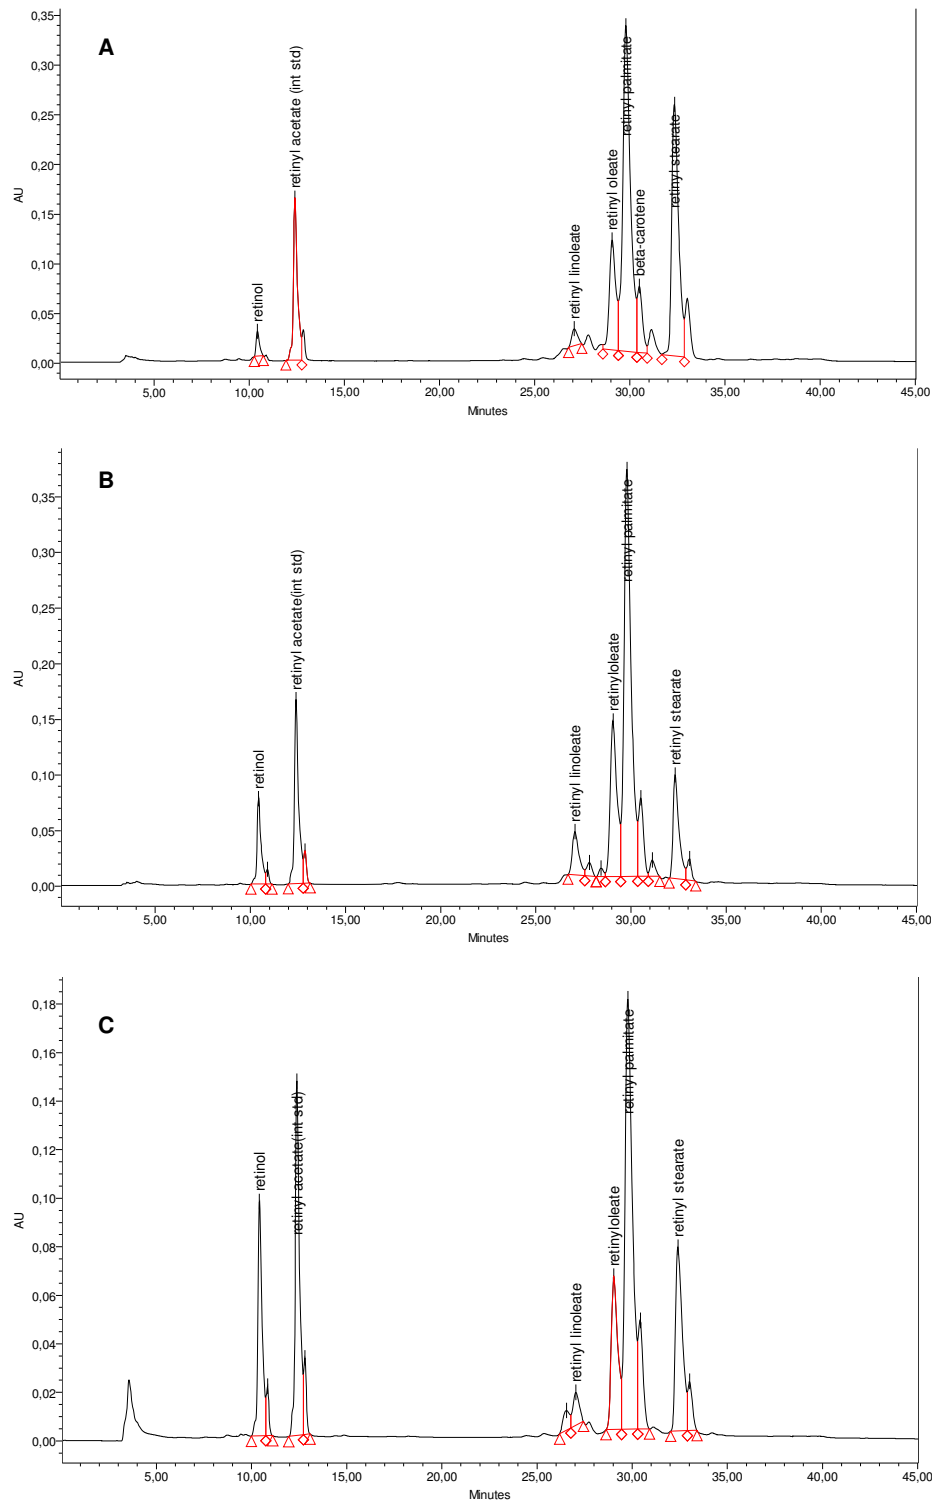 A
0,35
0,30
0,25
0,20
0,15
0,10
0,05
0,00
AU
retinol
retinyl acetate (int std)
retinyl linoleate
retinyl oleate
retinyl palmitate
beta-carotene
retinyl stearate
5,00 10,00 15,00 20,00 25,00 30,00 35,00 40,00 45,00
Minutes
B
0,35
0,30
0,25
0,20
0,15
0,10
0,05
0,00
AU
retinol
retinyl acetate(int std)
retinyl linoleate
retinyloleate
retinyl palmitate
retinyl stearate
5,00 10,00 15,00 20,00 25,00 30,00 35,00 40,00 45,00
Minutes
C
0,18
0,16
0,14
0,12
0,10
0,08
0,06
0,04
0,02
0,00
AU
retinol
retinyl acetate(int std)
retinyl linoleate
retinyloleate
retinyl palmitate
retinyl stearate
5,00 10,00 15,00 20,00 25,00 30,00 35,00 40,00 45,00
Minutes